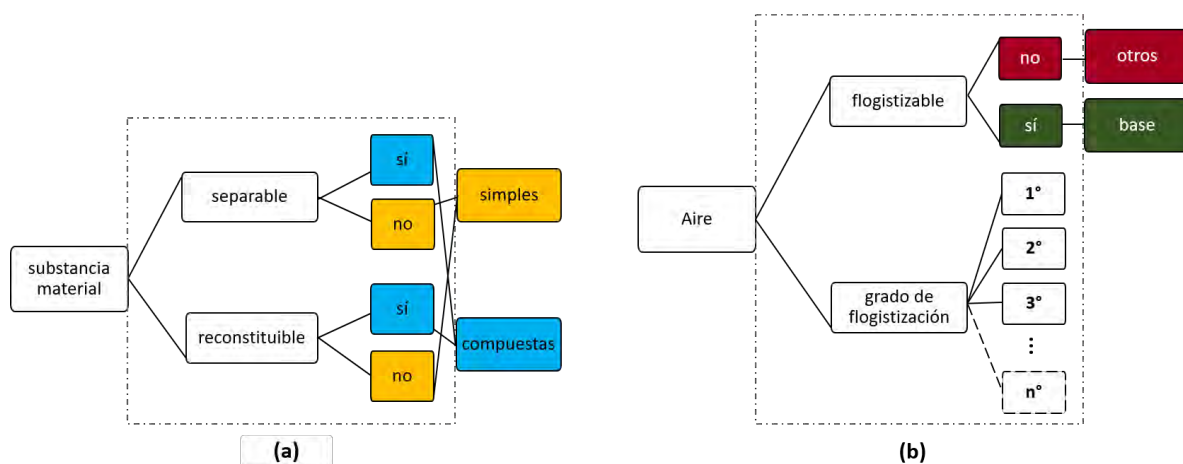 substancia
material
separable
sí
no
simples
reconstituible
sí
no
compuestas
(a)
Aire
flogistizable
no
otros
sí
base
grado de
flogistización
1°
2°
3°
⋮
n°
(b)